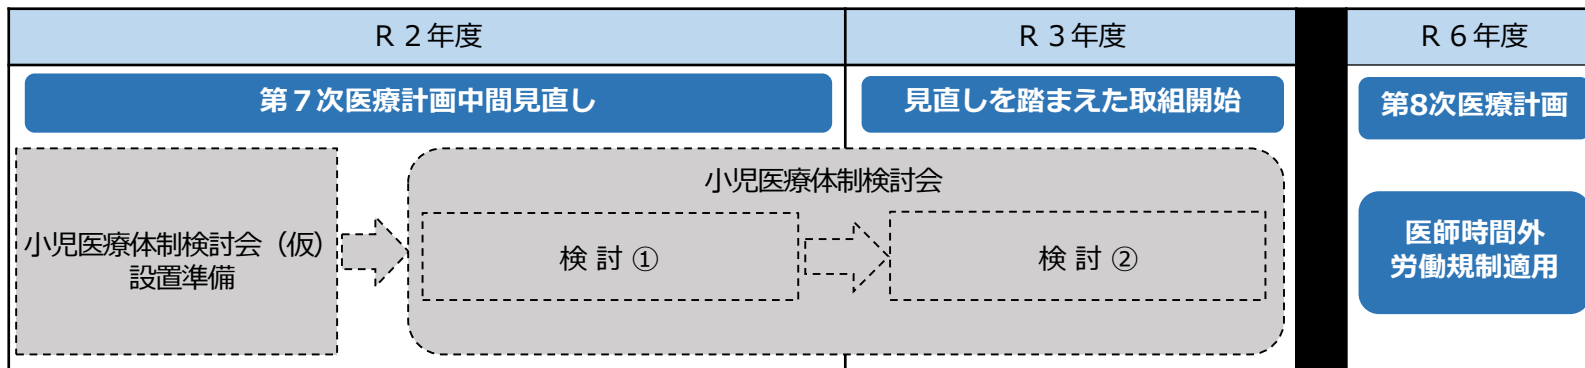 R２年度
R３年度
R６年度
第７次医療計画中間見直し
見直しを踏まえた取組開始
第8次医療計画
小児医療体制検討会（仮）
設置準備
小児医療体制検討会
検 討 ①
検 討 ②
医師時間外
労働規制適用